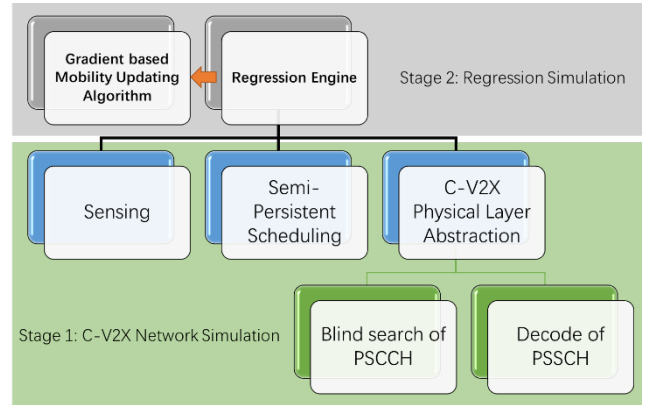 Gradient based
Mobility Updating
Algorithm
Regression Engine
Stage 2: Regression Simulation
Sensing
Semi-
Persistent
Scheduling
C-V2X
Physical Layer
Abstraction
Stage 1: C-V2X Network Simulation
Blind search of
PSCCH
Decode of
PSSCH